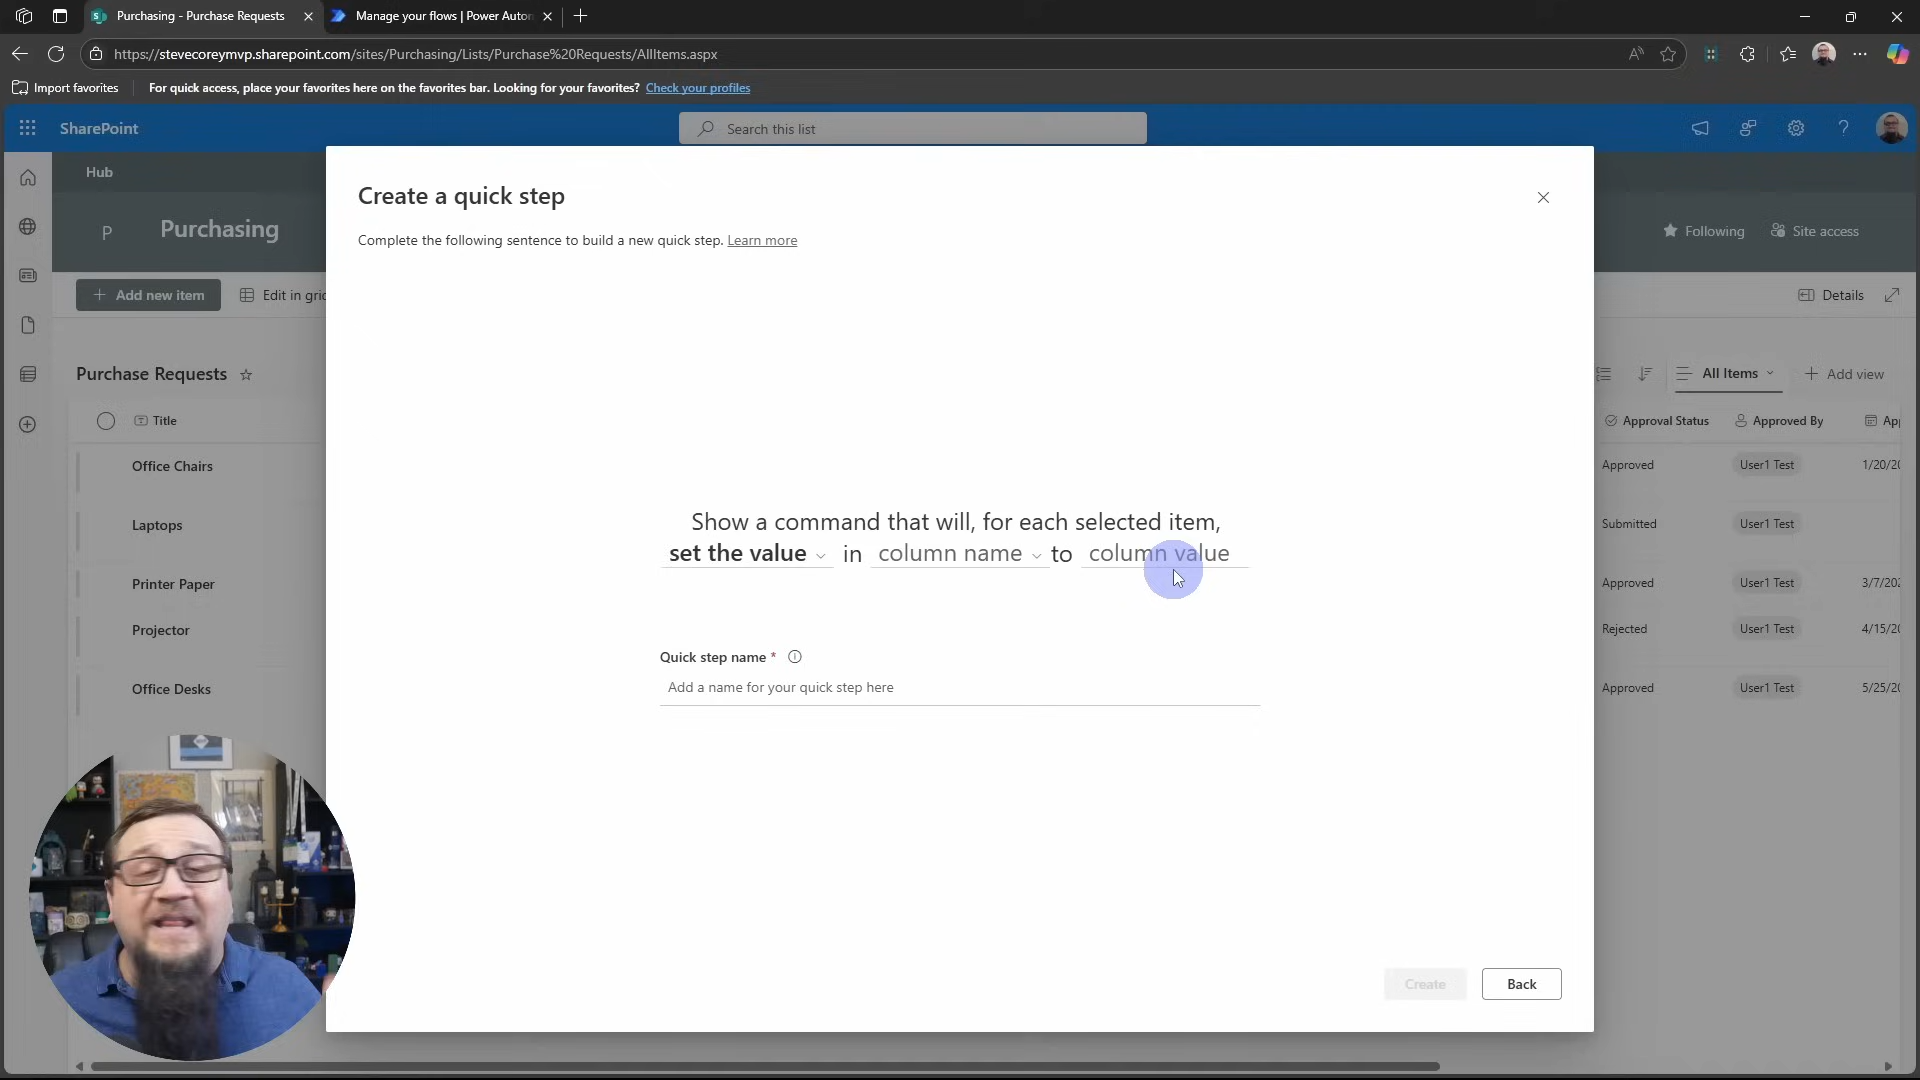 Purchasing - Purchase Requests
Manage your flows | Power Autom
https://stevecoreymvp.sharepoint.com/sites/Purchasing/Lists/Purchase%20Requests/AllItems.aspx
Import favorites
For quick access, place your favorites here on the favorites bar. Looking for your favorites? Check your profiles
SharePoint
Search this list
Hub
P
Purchasing
Following
Site access
Add new item
Edit in grid
Details
Create a quick step
Complete the following sentence to build a new quick step. Learn more
Purchase Requests
All Items
Add view
Title
Approval Status
Approved By
App
Office Chairs
Approved
User1 Test
1/20/20
Laptops
Submitted
User1 Test
Printer Paper
Approved
User1 Test
3/7/202
Projector
Rejected
User1 Test
4/15/20
Office Desks
Approved
User1 Test
5/25/20
Show a command that will, for each selected item,
set the value in column name to column value
Quick step name *
Add a name for your quick step here
Create
Back